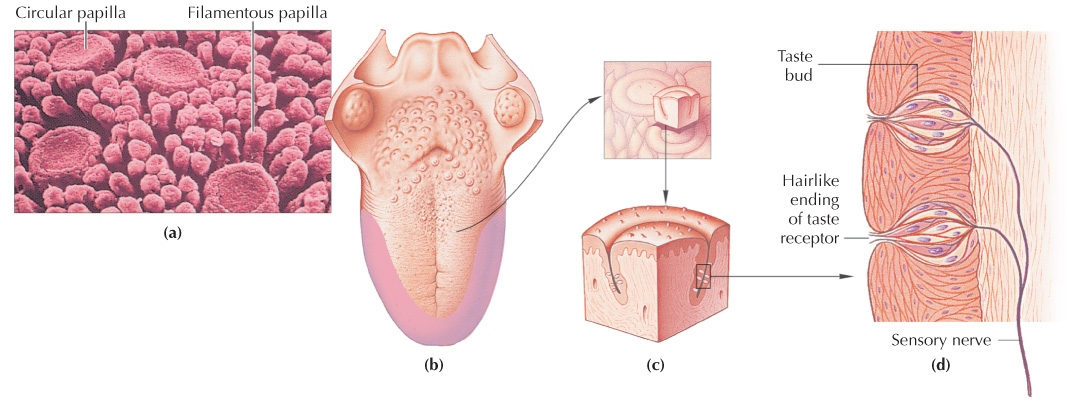 Circular papilla
Filamentous papilla
(a)
(b)
(c)
Taste
bud
Hairlike
ending
of taste
receptor
Sensory nerve
(d)